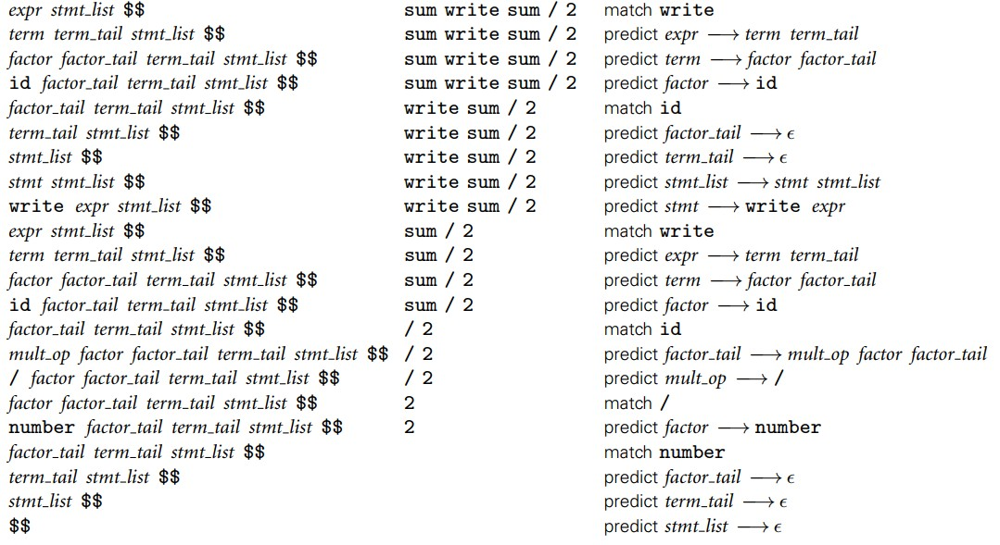 expr stmt_list $$ sum write sum / 2 match write
term term_tail stmt_list $$ sum write sum / 2 predict expr ⟶ term term_tail
factor factor_tail term_tail stmt_list $$ sum write sum / 2 predict term ⟶ factor factor_tail
id factor_tail term_tail stmt_list $$ sum write sum / 2 predict factor ⟶ id
factor_tail term_tail stmt_list $$ write sum / 2 match id
term_tail stmt_list $$ write sum / 2 predict factor_tail ⟶ ϵ
stmt_list $$ write sum / 2 predict term_tail ⟶ ϵ
stmt stmt_list $$ write sum / 2 predict stmt_list ⟶ stmt stmt_list
write expr stmt_list $$ write sum / 2 predict stmt ⟶ write expr
expr stmt_list $$ sum / 2 match write
term term_tail stmt_list $$ sum / 2 predict expr ⟶ term term_tail
factor factor_tail term_tail stmt_list $$ sum / 2 predict term ⟶ factor factor_tail
id factor_tail term_tail stmt_list $$ sum / 2 predict factor ⟶ id
factor_tail term_tail stmt_list $$ / 2 match id
mult_op factor factor_tail term_tail stmt_list $$ / 2 predict factor_tail ⟶ mult_op factor factor_tail
/ factor factor_tail term_tail stmt_list $$ / 2 predict mult_op ⟶ /
factor factor_tail term_tail stmt_list $$ 2 match /
number factor_tail term_tail stmt_list $$ 2 predict factor ⟶ number
factor_tail term_tail stmt_list $$ match number
term_tail stmt_list $$ predict factor_tail ⟶ ϵ
stmt_list $$ predict term_tail ⟶ ϵ
$$ predict stmt_list ⟶ ϵ